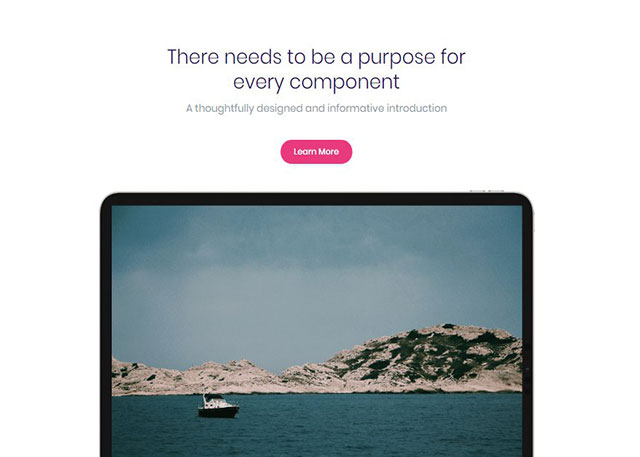 There needs to be a purpose for
every component
A thoughtfully designed and informative introduction
Learn More